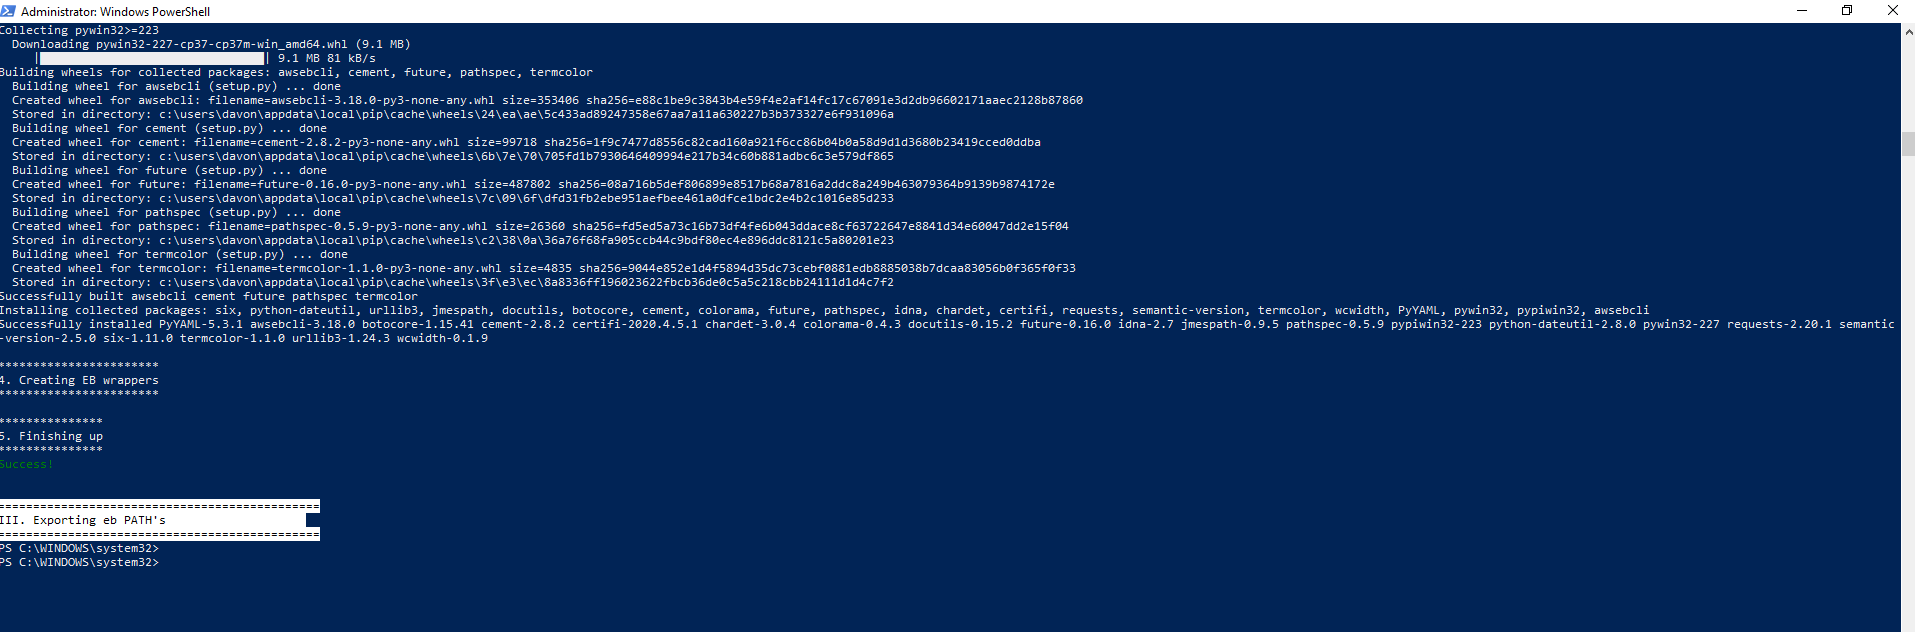 Administrator: Windows PowerShell
Collecting pywin32>=223
  Downloading pywin32-227-cp37-cp37m-win_amd64.whl (9.1 MB)
     | | 9.1 MB 81 kB/s
Building wheels for collected packages: awsebcli, cement, future, pathspec, termcolor
  Building wheel for awsebcli (setup.py) ... done
  Created wheel for awsebcli: filename=awsebcli-3.18.0-py3-none-any.whl size=353406 sha256=e88c1be9c3843b4e59f4e2af14fc17c67091e3d2db96602171aaec2128b87860
  Stored in directory: c:\users\davon\appdata\local\pip\cache\wheels\24\ea\ae\5c433ad89247358e67aa7a11a630227b3b373327e6f931096a
  Building wheel for cement (setup.py) ... done
  Created wheel for cement: filename=cement-2.8.2-py3-none-any.whl size=99718 sha256=1f9c7477d8556c82cad160a921f6cc86b04b0a58d9d1d3680b23419cced0ddba
  Stored in directory: c:\users\davon\appdata\local\pip\cache\wheels\6b\7e\70\705fd1b7930646409994e217b34c60b881adbc6c3e579df865
  Building wheel for future (setup.py) ... done
  Created wheel for future: filename=future-0.16.0-py3-none-any.whl size=487802 sha256=08a716b5def806899e8517b68a7816a2ddc8a249b463079364b9139b9874172e
  Stored in directory: c:\users\davon\appdata\local\pip\cache\wheels\7c\09\6f\dfd31fb2ebe951aefbee461a0dfce1bdc2e4b2c1016e85d233
  Building wheel for pathspec (setup.py) ... done
  Created wheel for pathspec: filename=pathspec-0.5.9-py3-none-any.whl size=26360 sha256=fd5ed5a73c16b73df4fe6b043ddace8cf63722647e8841d34e60047dd2e15f04
  Stored in directory: c:\users\davon\appdata\local\pip\cache\wheels\c2\38\0a\36a76f68fa905ccb44c9bdf80ec4e896ddc8121c5a80201e23
  Building wheel for termcolor (setup.py) ... done
  Created wheel for termcolor: filename=termcolor-1.1.0-py3-none-any.whl size=4835 sha256=9044e852e1d4f5894d35dc73cebf0881edb8885038b7dcaa83056b0f365f0f33
  Stored in directory: c:\users\davon\appdata\local\pip\cache\wheels\3f\e3\ec\8a8336ff196023622fbcb36de0c5a5c218cbb24111d1d4c7f2
Successfully built awsebcli cement future pathspec termcolor
Installing collected packages: six, python-dateutil, urllib3, jmespath, docutils, botocore, cement, colorama, future, pathspec, idna, chardet, certifi, requests, semantic-version, termcolor, wcwidth, PyYAML, pywin32, pypiwin32, awsebcli
Successfully installed PyYAML-5.3.1 awsebcli-3.18.0 botocore-1.15.41 cement-2.8.2 certifi-2020.4.5.1 chardet-3.0.4 colorama-0.4.3 docutils-0.15.2 future-0.16.0 idna-2.7 jmespath-0.9.5 pathspec-0.5.9 pypiwin32-223 python-dateutil-2.8.0 pywin32-227 requests-2.20.1 semantic
-version-2.5.0 six-1.11.0 termcolor-1.1.0 urllib3-1.24.3 wcwidth-0.1.9
***********************
4. Creating EB wrappers
***********************
***************
5. Finishing up
***************
Success!
==============================================
III. Exporting eb PATH's
==============================================
PS C:\WINDOWS\system32>
PS C:\WINDOWS\system32>